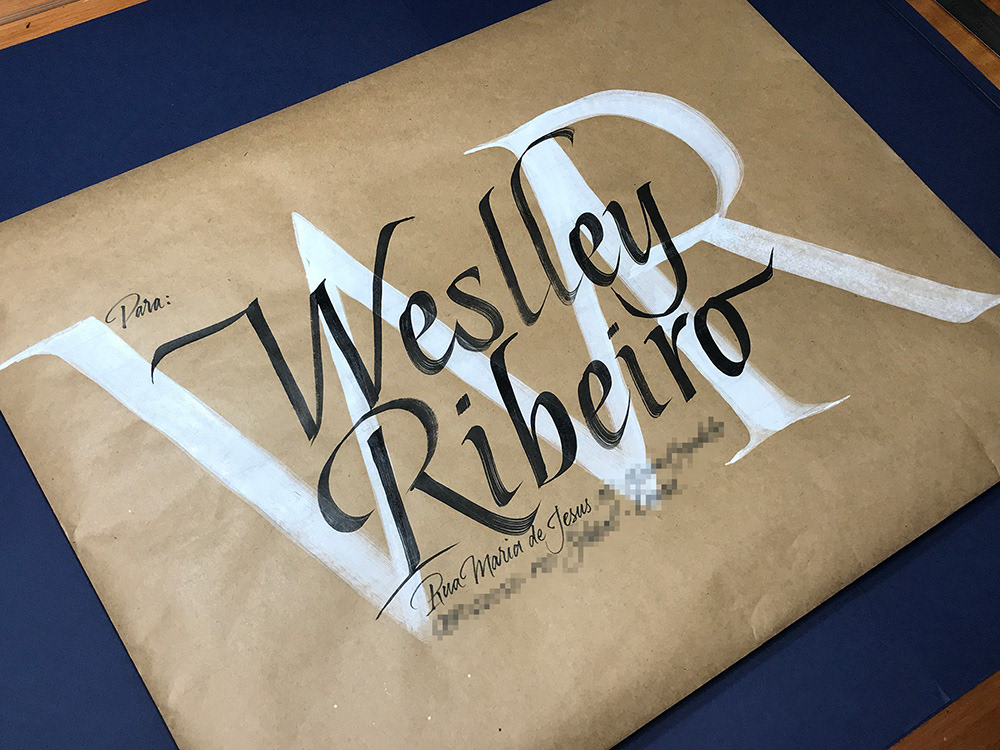 Para:
WR
Weslley
Ribeiro
Rua Maria de Jesus